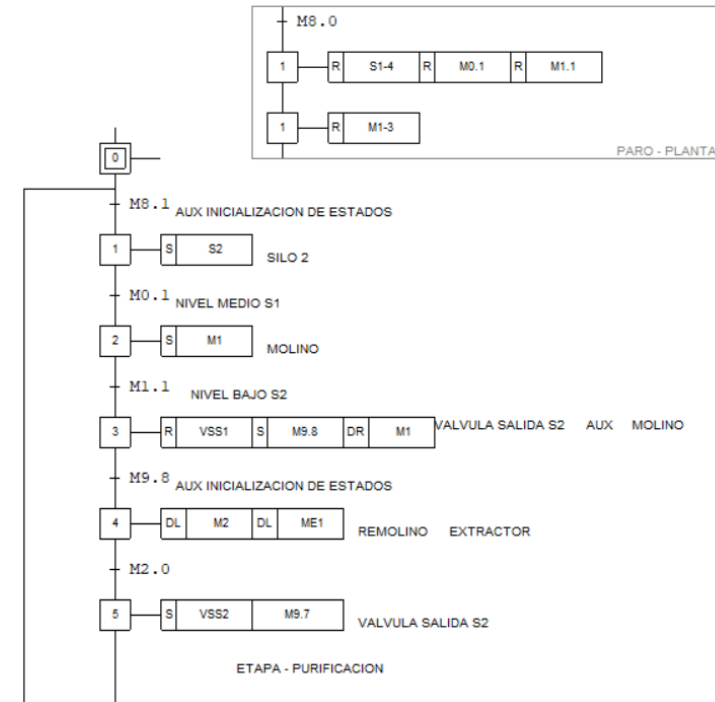 M8.0
1 R S1-4 R M0.1 R M1.1
1 R M1-3
PARO - PLANTA
0
M8.1 AUX INICIALIZACION DE ESTADOS
1 S S2 SILO 2
M0.1 NIVEL MEDIO S1
2 S M1 MOLINO
M1.1 NIVEL BAJO S2
3 R VSS1 S M9.8 DR M1 VALVULA SALIDA S2 AUX MOLINO
M9.8 AUX INICIALIZACION DE ESTADOS
4 DL M2 DL ME1 REMOLINO EXTRACTOR
M2.0
5 S VSS2 M9.7 VALVULA SALIDA S2
ETAPA - PURIFICACION